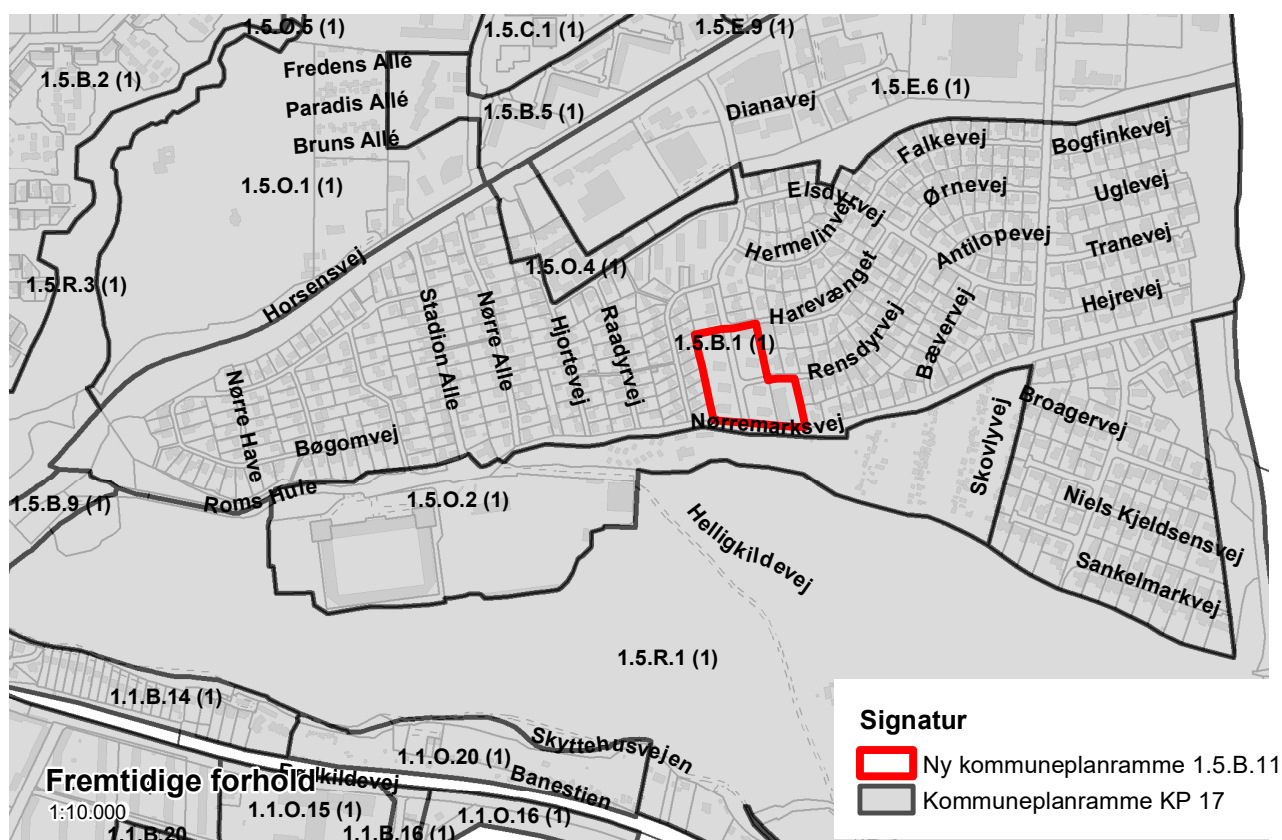 1.5.O.5 (1)
1.5.C.1 (1)
1.5.E.9 (1)
1.5.B.2 (1)
Fredens Allé
1.5.E.6 (1)
Paradis Allé
1.5.B.5 (1)
Dianavej
Bruns Allé
Falkevej
Bogfinkevej
1.5.O.1 (1)
Elsdyrvej
Ørnevej
Uglevej
Hermelinvej
Antilopevej
Tranevej
1.5.R.3 (1)
Horsensvej
1.5.O.4 (1)
Harevænget
Hejrevej
Stadion Alle
Nørre Alle
Hjortevej
Raadyrvej
1.5.B.1 (1)
Rensdyrvej
Bævervej
Nørre Have
Bøgomvej
Nørremarksvej
Skovlyvej
Broagervej
Roms Hule
1.5.B.9 (1)
1.5.O.2 (1)
Helligkildevej
Niels Kjeldsensvej
Sankelmarkvej
1.5.R.1 (1)
1.1.B.14 (1)
Skyttehusvejen
1.1.O.20 (1)
Banestien
Fremtidige forhold
1:10.000
1.1.O.15 (1)
1.1.O.16 (1)
1.1.B.20
1.1.B.16 (1)
Signatur
Ny kommuneplanramme 1.5.B.11
Kommuneplanramme KP 17